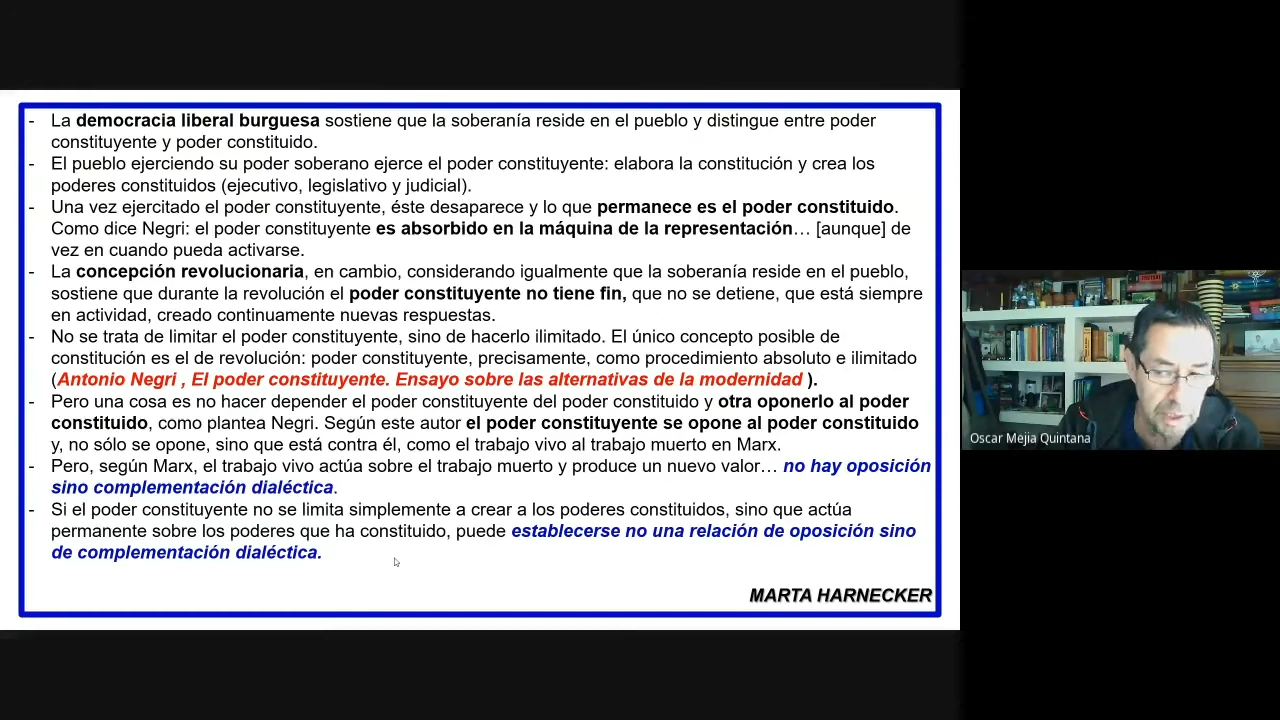 - La democracia liberal burguesa sostiene que la soberanía reside en el pueblo y distingue entre poder
constituyente y poder constituido.
- El pueblo ejerciendo su poder soberano ejerce el poder constituyente: elabora la constitución y crea los
poderes constituidos (ejecutivo, legislativo y judicial).
- Una vez ejercitado el poder constituyente, éste desaparece y lo que permanece es el poder constituido.
Como dice Negri: el poder constituyente es absorbido en la máquina de la representación… [aunque] de
vez en cuando pueda activarse.
- La concepción revolucionaria, en cambio, considerando igualmente que la soberanía reside en el pueblo,
sostiene que durante la revolución el poder constituyente no tiene fin, que no se detiene, que está siempre
en actividad, creado continuamente nuevas respuestas.
- No se trata de limitar el poder constituyente, sino de hacerlo ilimitado. El único concepto posible de
constitución es el de revolución: poder constituyente, precisamente, como procedimiento absoluto e ilimitado
(Antonio Negri , El poder constituyente. Ensayo sobre las alternativas de la modernidad ).
- Pero una cosa es no hacer depender el poder constituyente del poder constituido y otra oponerlo al poder
constituido, como plantea Negri. Según este autor el poder constituyente se opone al poder constituido
y, no sólo se opone, sino que está contra él, como el trabajo vivo al trabajo muerto en Marx.
- Pero, según Marx, el trabajo vivo actúa sobre el trabajo muerto y produce un nuevo valor… no hay oposición
sino complementación dialéctica.
- Si el poder constituyente no se limita simplemente a crear a los poderes constituidos, sino que actúa
permanente sobre los poderes que ha constituido, puede establecerse no una relación de oposición sino
de complementación dialéctica.
MARTA HARNECKER
Oscar Mejia Quintana